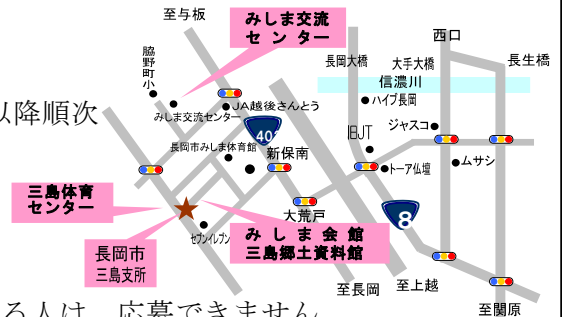 至与板
みしま交流
センター
西口
脇野町小
長岡大橋
大手大橋
長生橋
信濃川
以降順次
JA越後さんとう
ハイブ長岡
みしま交流センター
402
ジャスコ
長岡市みしま体育館
新保南
トーア仏壇
ムサシ
三島体育
センター
大荒戸
8
セブンイレブン
みしま会館
三島郷土資料館
長岡市
三島支所
至長岡
至上越
る人は、応募できません
至関原